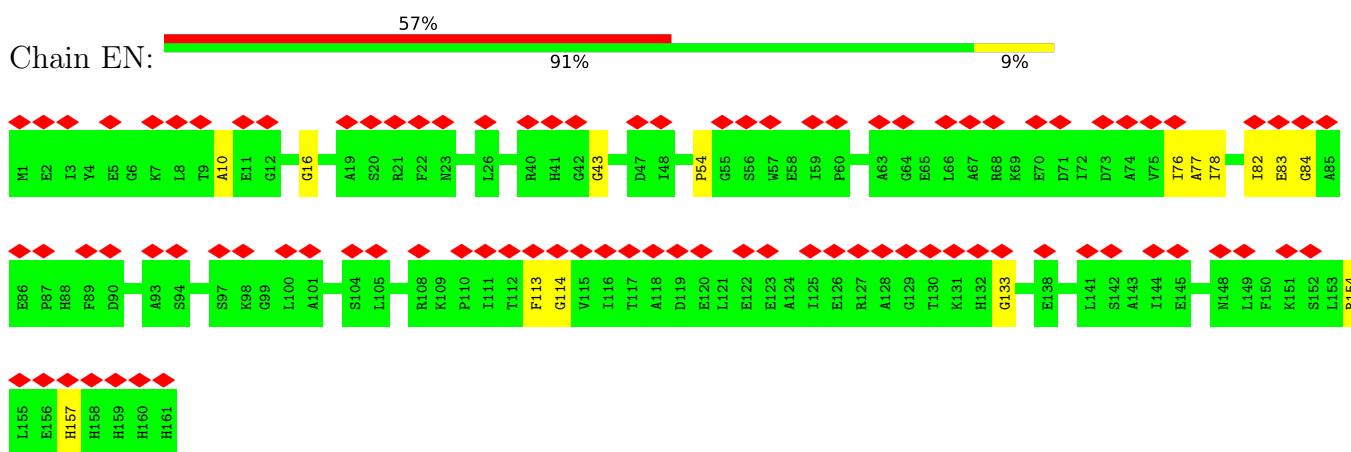 57%
Chain EN:
91% 9%
M1 E2 I3 Y4 E5 G6 K7 L8 T9 A10 E11 G12 G16 A19 S20 R21 F22 N23 L26 R40 H41 G42 G43 D47 I48 P54 G55 S56 W57 E58 I59 P60 A63 G64 E65 L66 A67 R68 K69 E70 D71 I72 D73 A74 V75 I76 A77 I78 I82 E83 G84 A85
E86 P87 H88 F89 D90 A93 S94 S97 K98 G99 L100 A101 S104 L105 R108 K109 P110 I111 T112 F113 G114 V115 I116 T117 A118 D119 E120 L121 E122 E123 A124 I125 E126 R127 A128 G129 T130 K131 H132 G133 E138 L141 S142 A143 I144 E145 N148 L149 F150 K151 S152 L153
L155 E156 H157 H158 H159 H160 H161